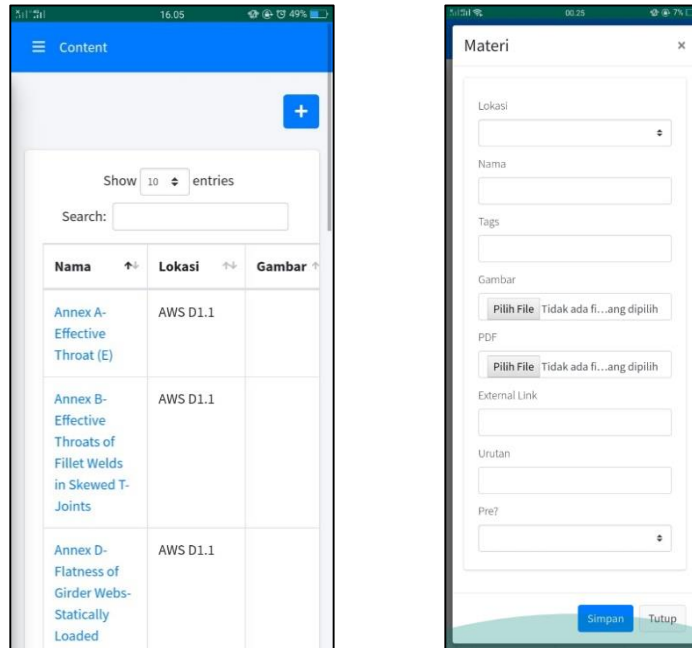 16.05
49%
Content
+
Show 10 entries
Search:
Nama Lokasi Gambar
Annex A- AWS D1.1
Effective
Throat (E)
Annex B- AWS D1.1
Effective
Throats of
Fillet Welds
in Skewed T-
Joints
Annex D- AWS D1.1
Flatness of
Girder Webs-
Statically
Loaded
00.25
7%
Materi ×
Lokasi
Nama
Tags
Gambar
Pilih File Tidak ada fi…ang dipilih
PDF
Pilih File Tidak ada fi…ang dipilih
External Link
Urutan
Pre?
Simpan Tutup